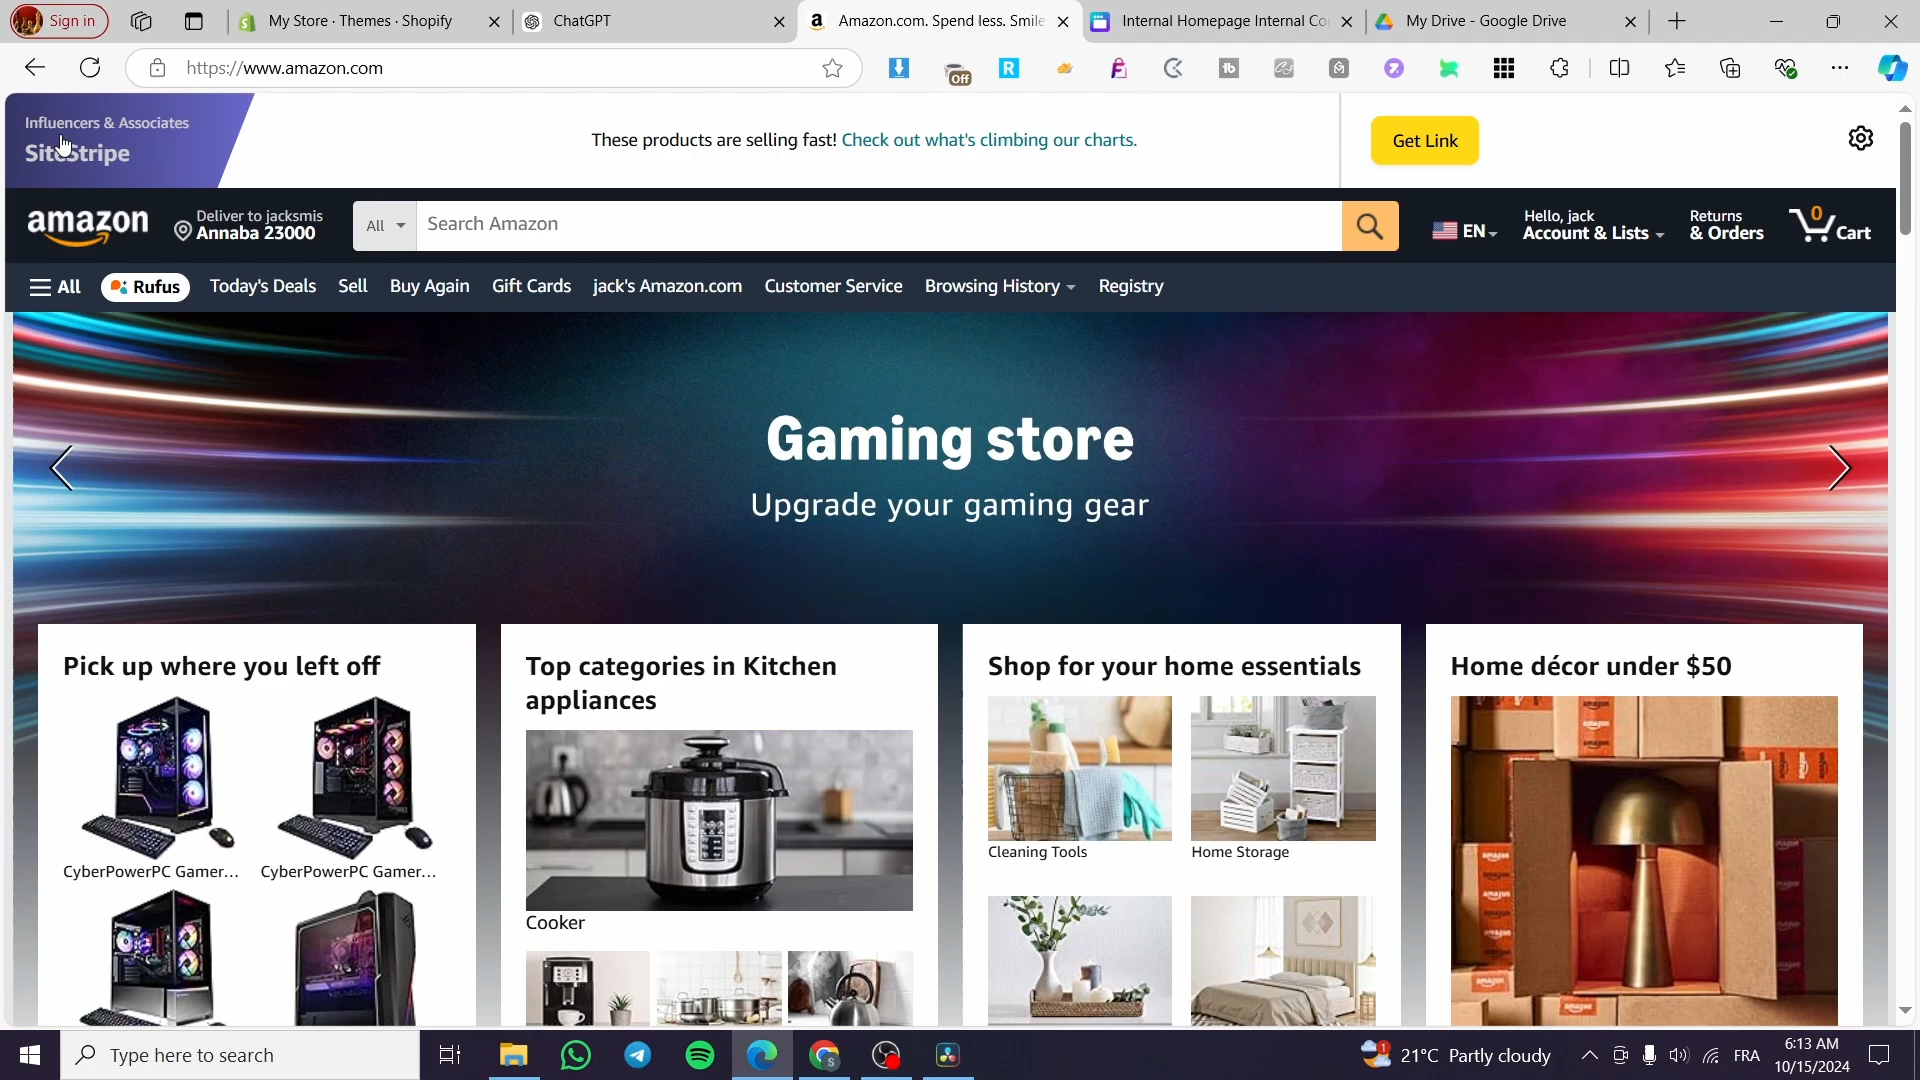 Sign in
My Store · Themes · Shopify
ChatGPT
Amazon.com. Spend less. Smile
Internal Homepage Internal Co
My Drive - Google Drive
https://www.amazon.com
Off
Influencers & Associates
SiteStripe
These products are selling fast! Check out what's climbing our charts.
Get Link
amazon
Deliver to jacksmis
Annaba 23000
All
Search Amazon
EN
Hello, jack
Account & Lists
Returns
& Orders
0
Cart
All
Rufus
Today's Deals
Sell
Buy Again
Gift Cards
jack's Amazon.com
Customer Service
Browsing History
Registry
Gaming store
Upgrade your gaming gear
Pick up where you left off
CyberPowerPC Gamer...
CyberPowerPC Gamer...
Top categories in Kitchen
appliances
Cooker
Shop for your home essentials
Cleaning Tools
Home Storage
Home décor under $50
Type here to search
1
21°C Partly cloudy
FRA
6:13 AM
10/15/2024